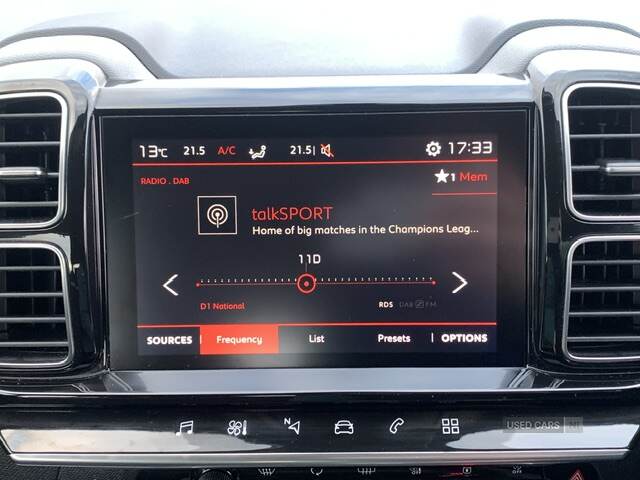 13°C 21.5 A/C 21.5 17:33
RADIO . DAB
1 Mem
talkSPORT
Home of big matches in the Champions Leag...
11D
D1 National
RDS DAB FM
SOURCES Frequency List Presets OPTIONS
N
USED CARS NI